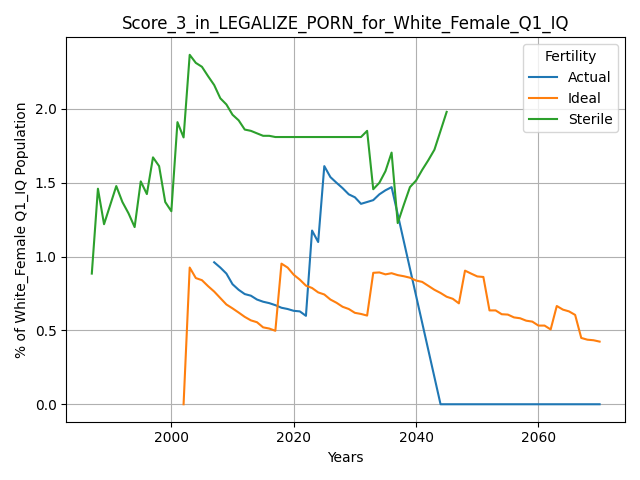 Score_3_in_LEGALIZE_PORN_for_White_Female_Q1_IQ
% of White_Female Q1_IQ Population
2.0
1.5
1.0
0.5
0.0
Fertility
Actual
Ideal
Sterile
2000
2020
2040
2060
Years